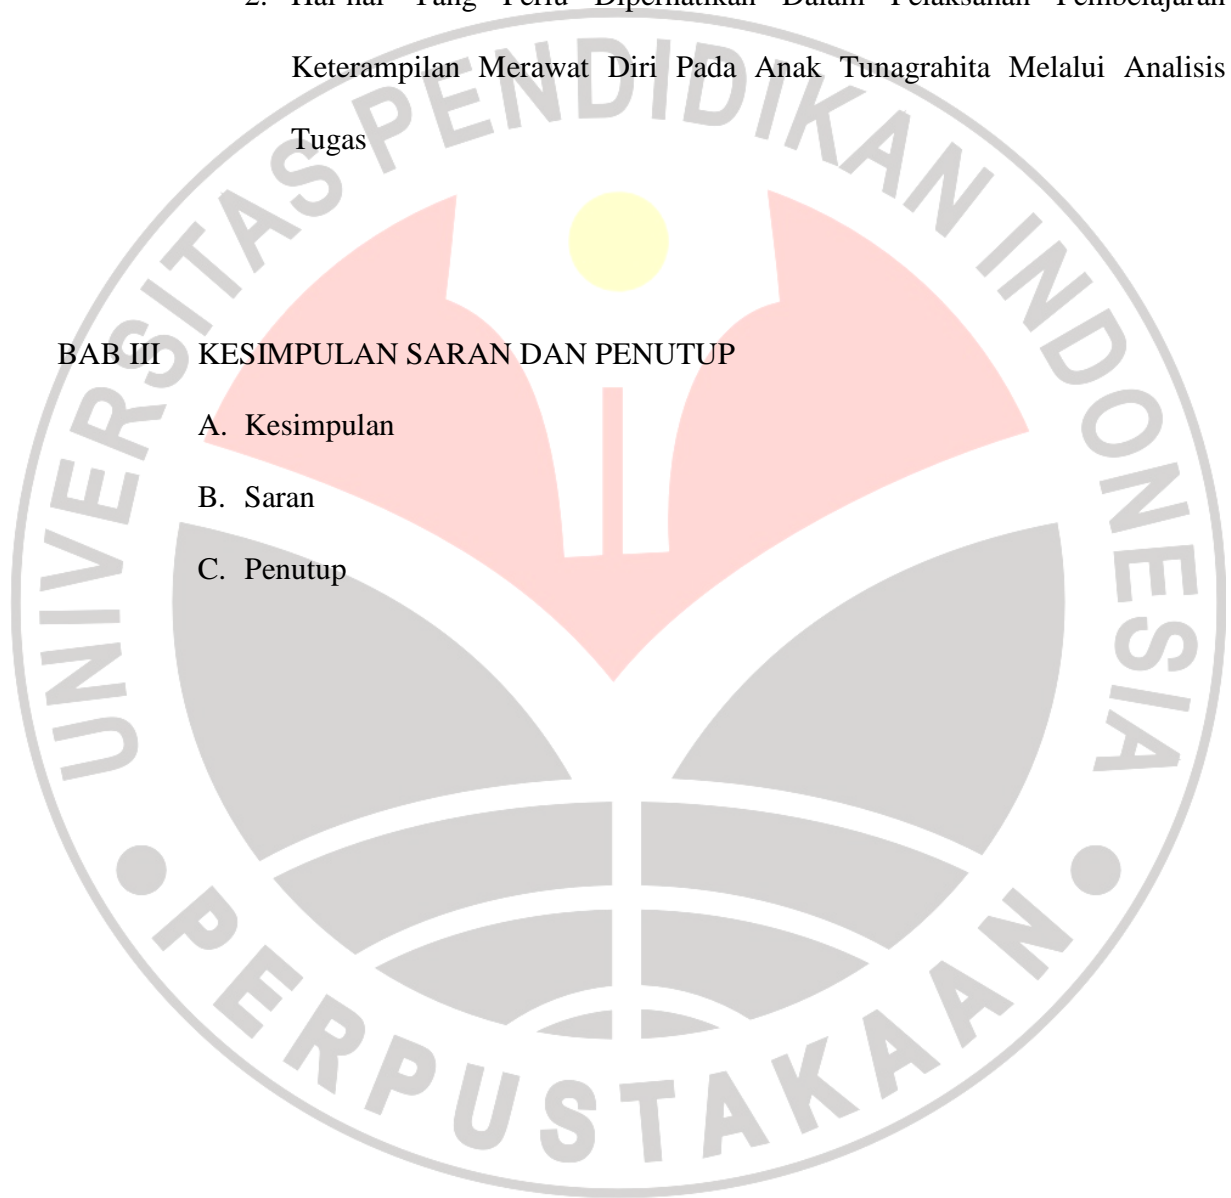 2. Hal-hal Yang Perlu Diperhatikan Dalam Pelaksanan Pembelajaran
Keterampilan Merawat Diri Pada Anak Tunagrahita Melalui Analisis
Tugas
BAB III KESIMPULAN SARAN DAN PENUTUP
A. Kesimpulan
B. Saran
C. Penutup
UNIVERSITAS PENDIDIKAN INDONESIA
PERPUSTAKAAN